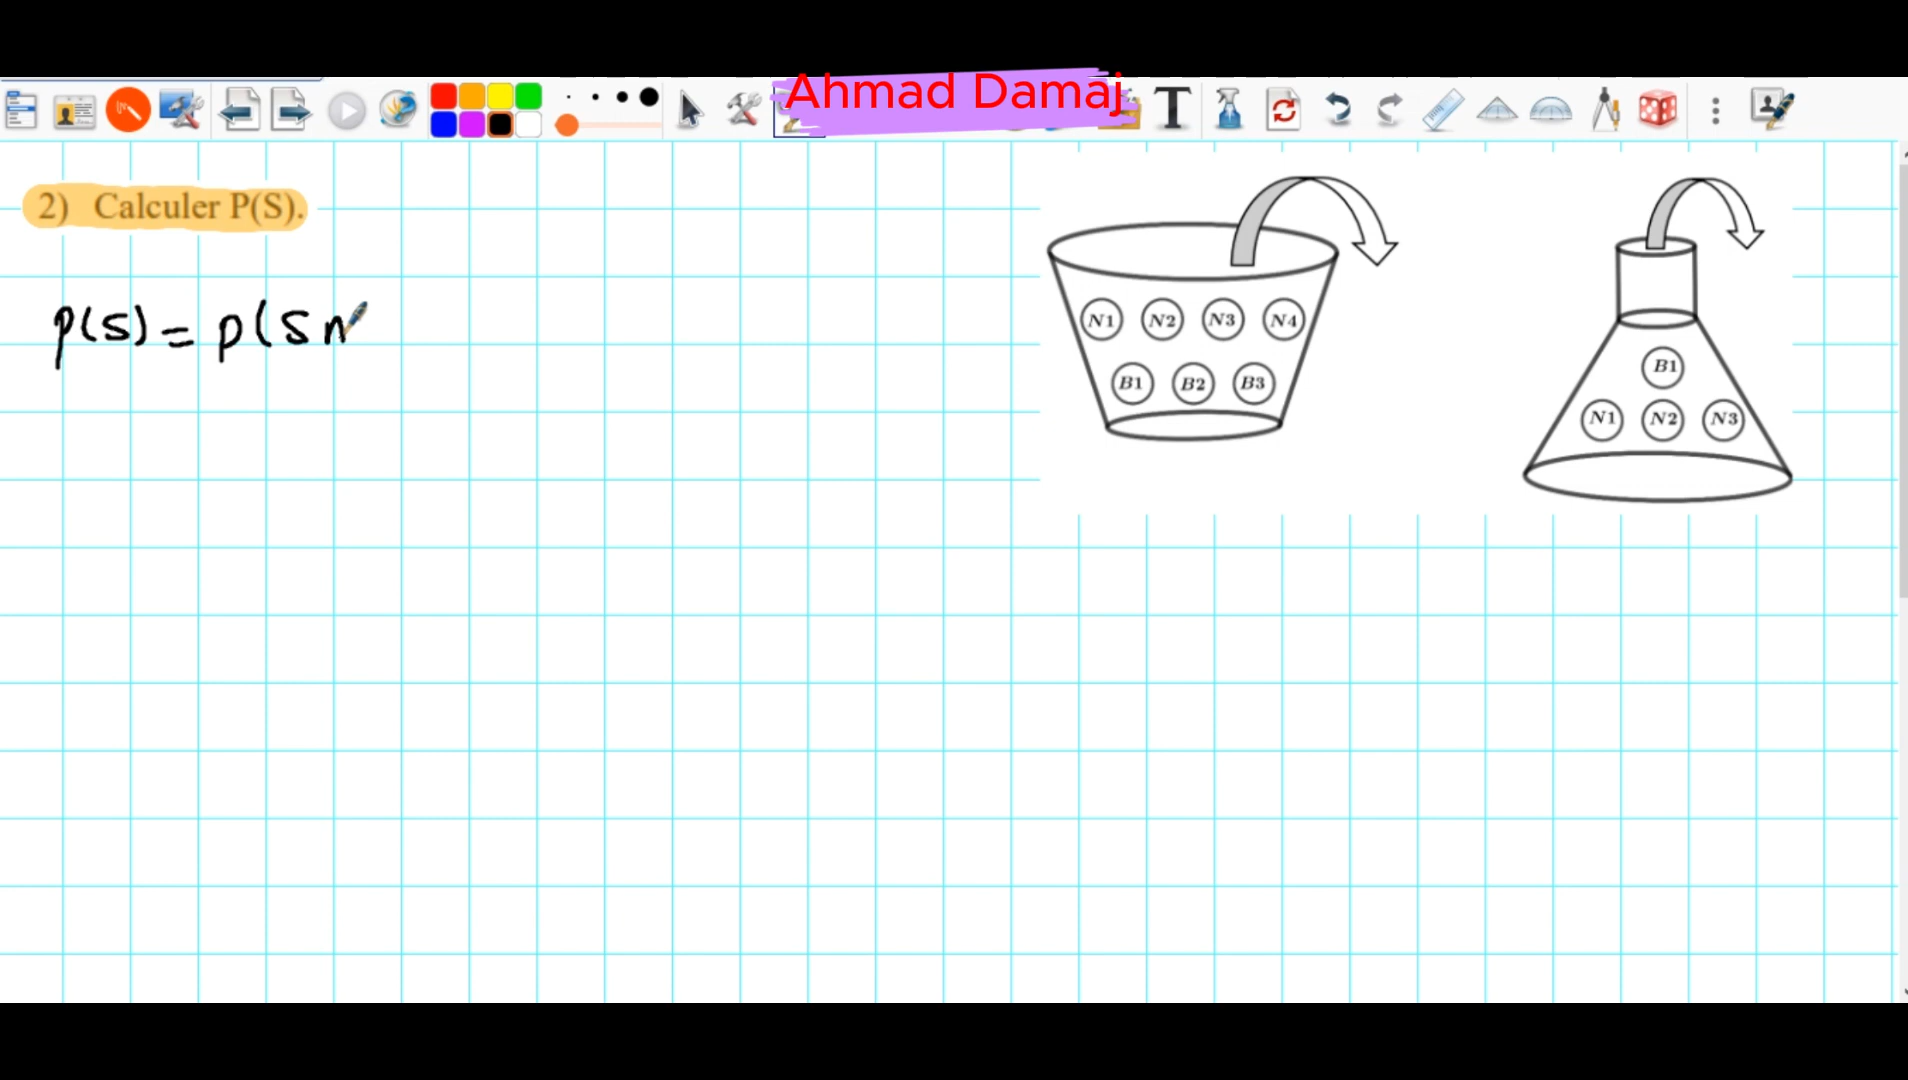 Ahmad Damaj
T
2) Calculer P(S).
p(s) = p(s n
N1 N2 N3 N4
B1 B2 B3
B1
N1 N2 N3